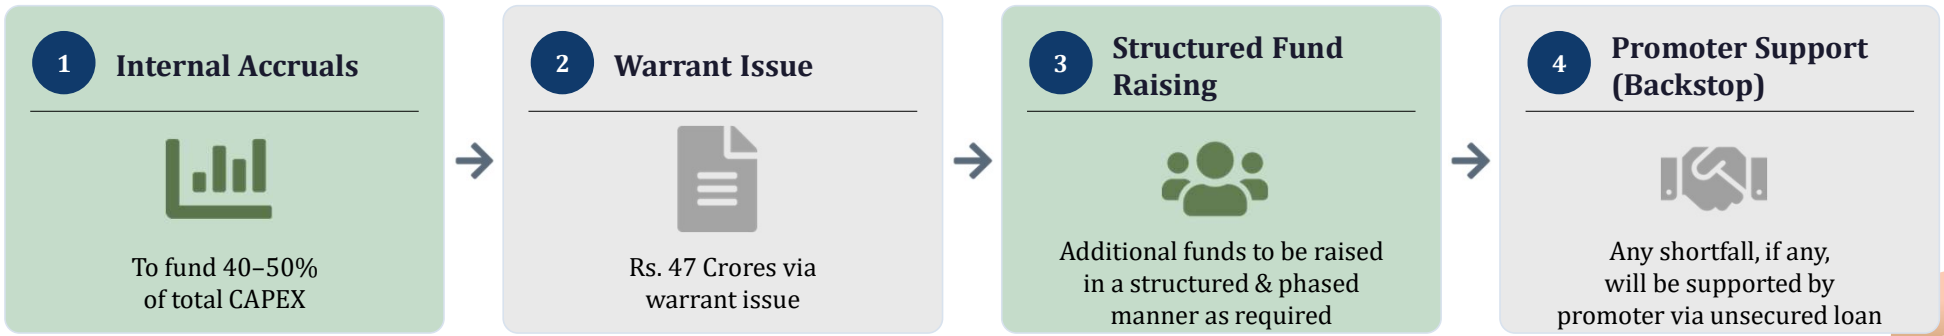 1
Internal Accruals
To fund 40–50%
of total CAPEX
2
Warrant Issue
Rs. 47 Crores via
warrant issue
3
Structured Fund
Raising
Additional funds to be raised
in a structured & phased
manner as required
4
Promoter Support
(Backstop)
Any shortfall, if any,
will be supported by
promoter via unsecured loan